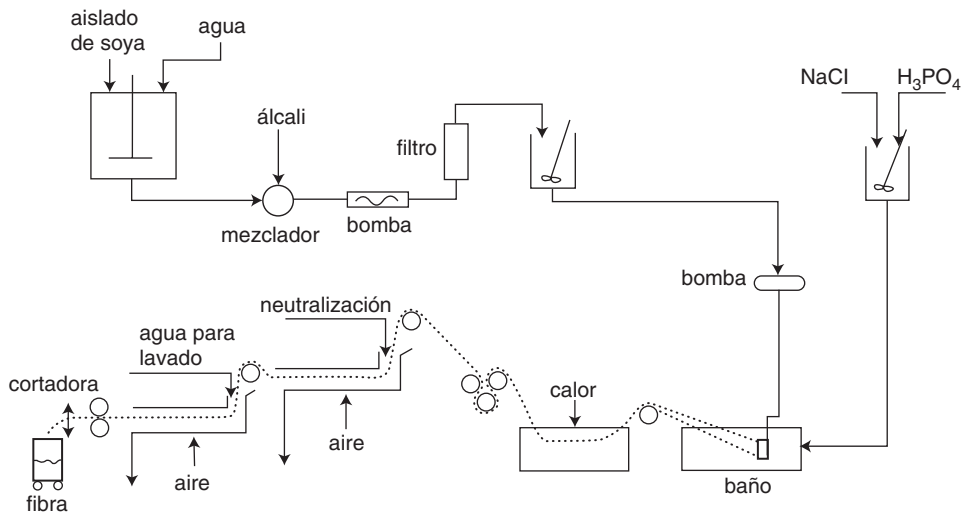 aislado
de soya
agua
álcali
mezclador
bomba
filtro
NaCl
H₃PO₄
bomba
neutralización
agua para
lavado
cortadora
fibra
aire
aire
calor
baño